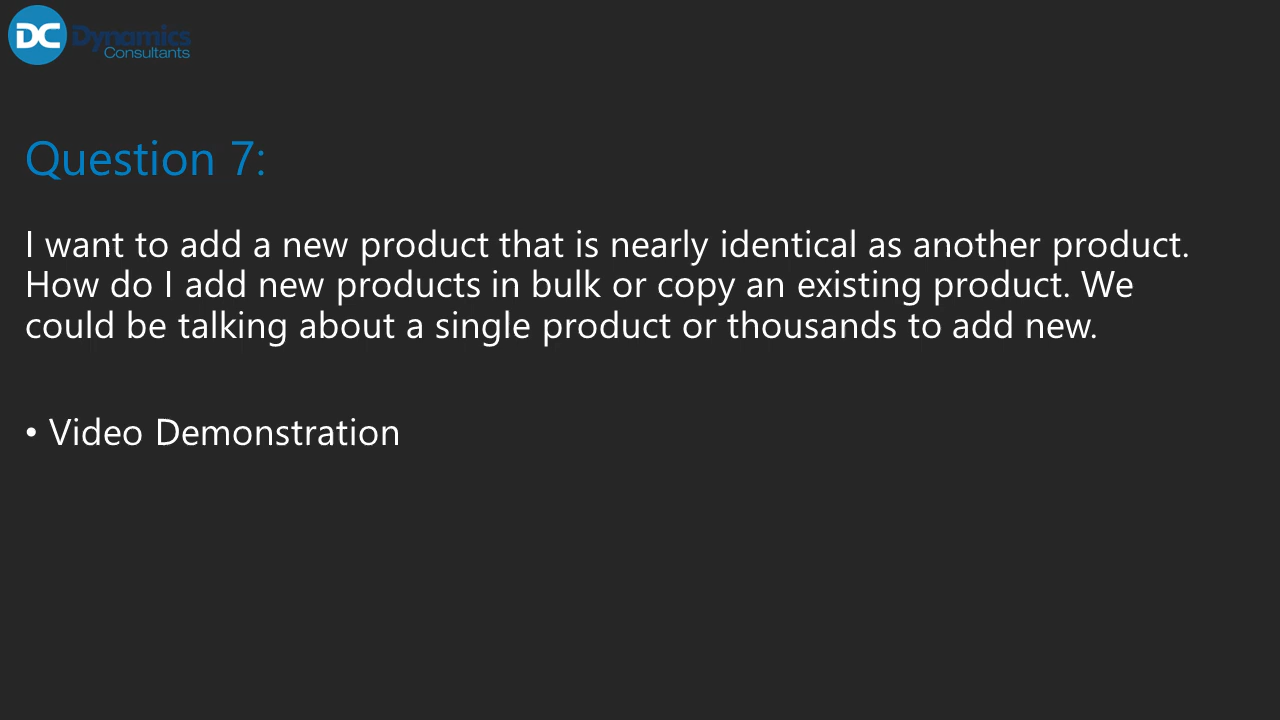 DC Dynamics
Consultants
Question 7:
I want to add a new product that is nearly identical as another product.
How do I add new products in bulk or copy an existing product. We
could be talking about a single product or thousands to add new.
• Video Demonstration